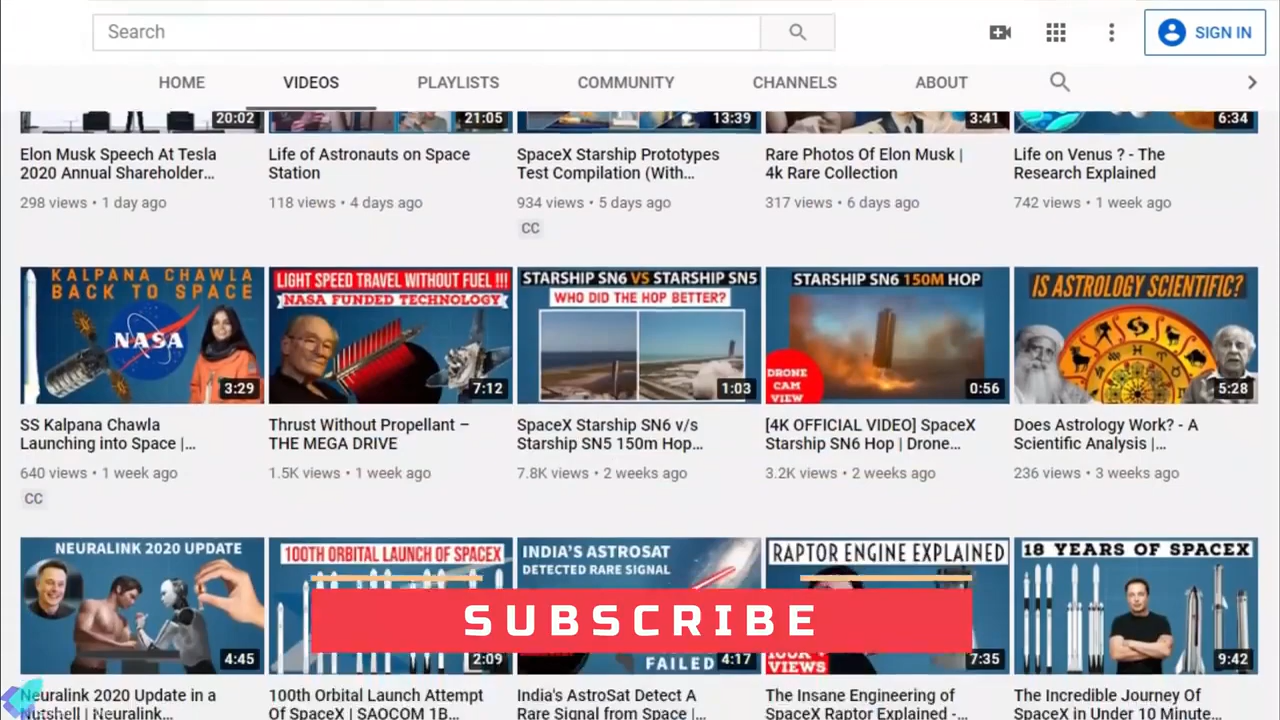 Search
SIGN IN
HOME VIDEOS PLAYLISTS COMMUNITY CHANNELS ABOUT
20:02 21:05 13:39 3:41 6:34
Elon Musk Speech At Tesla
2020 Annual Shareholder...
298 views • 1 day ago
Life of Astronauts on Space
Station
118 views • 4 days ago
SpaceX Starship Prototypes
Test Compilation (With...
934 views • 5 days ago
CC
Rare Photos Of Elon Musk |
4k Rare Collection
317 views • 6 days ago
Life on Venus ? - The
Research Explained
742 views • 1 week ago
KALPANA CHAWLA
BACK TO SPACE
NASA
3:29
SS Kalpana Chawla
Launching into Space |...
640 views • 1 week ago
CC
LIGHT SPEED TRAVEL WITHOUT FUEL !!!
NASA FUNDED TECHNOLOGY
7:12
Thrust Without Propellant –
THE MEGA DRIVE
1.5K views • 1 week ago
STARSHIP SN6 VS STARSHIP SN5
WHO DID THE HOP BETTER?
1:03
SpaceX Starship SN6 v/s
Starship SN5 150m Hop...
7.8K views • 2 weeks ago
STARSHIP SN6 150M HOP
DRONE
CAM
VIEW
0:56
[4K OFFICIAL VIDEO] SpaceX
Starship SN6 Hop | Drone...
3.2K views • 2 weeks ago
IS ASTROLOGY SCIENTIFIC?
5:28
Does Astrology Work? - A
Scientific Analysis |...
236 views • 3 weeks ago
NEURALINK 2020 UPDATE
4:45
Neuralink 2020 Update in a
Nutshell | Neuralink...
100TH ORBITAL LAUNCH OF SPACEX
2:09
100th Orbital Launch Attempt
Of SpaceX | SAOCOM 1B...
INDIA'S ASTROSAT
DETECTED RARE SIGNAL
FAILED
4:17
India's AstroSat Detect A
Rare Signal from Space |...
RAPTOR ENGINE EXPLAINED
VIEWS
7:35
The Insane Engineering of
SpaceX Raptor Explained -...
18 YEARS OF SPACEX
9:42
The Incredible Journey Of
SpaceX in Under 10 Minute...
SUBSCRIBE